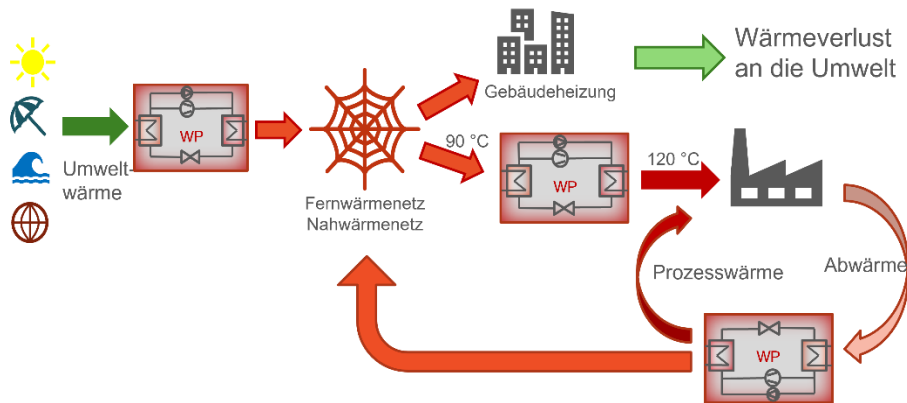 Umwelt-
wärme
WP
Fernwärmenetz
Nahwärmenetz
Gebäudeheizung
Wärmeverlust
an die Umwelt
90 °C
WP
120 °C
Prozesswärme
Abwärme
WP